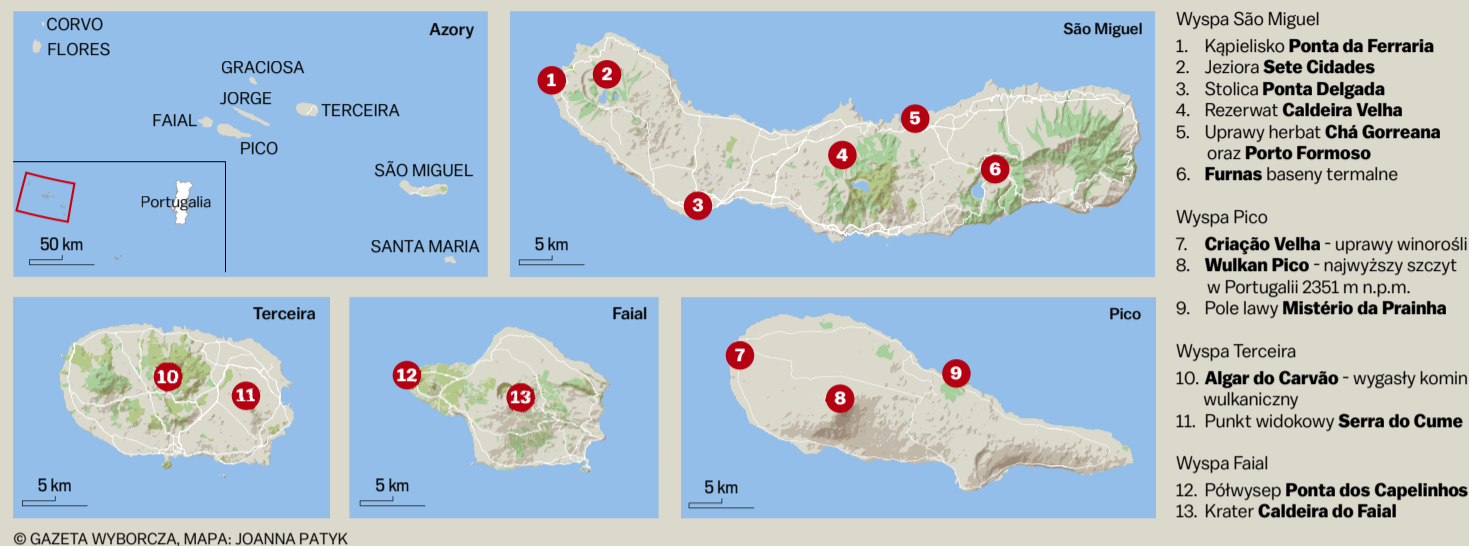 Azory
CORVO
FLORES
GRACIOSA
JORGE
TERCEIRA
FAIAL
PICO
SÃO MIGUEL
SANTA MARIA
Portugalia
50 km
São Miguel
1
2
3
4
5
6
5 km
Terceira
10
11
5 km
Faial
12
13
5 km
Pico
7
8
9
5 km
Wyspa São Miguel
1. Kąpielisko Ponta da Ferraria
2. Jeziora Sete Cidades
3. Stolica Ponta Delgada
4. Rezerwat Caldeira Velha
5. Uprawy herbat Chá Gorreana
oraz Porto Formoso
6. Furnas baseny termalne
Wyspa Pico
7. Criação Velha - uprawy winorośli
8. Wulkan Pico - najwyższy szczyt
w Portugalii 2351 m n.p.m.
9. Pole lawy Mistério da Prainha
Wyspa Terceira
10. Algar do Carvão - wygasły komin
wulkaniczny
11. Punkt widokowy Serra do Cume
Wyspa Faial
12. Półwysep Ponta dos Capelinhos
13. Krater Caldeira do Faial
© GAZETA WYBORCZA, MAPA: JOANNA PATYK